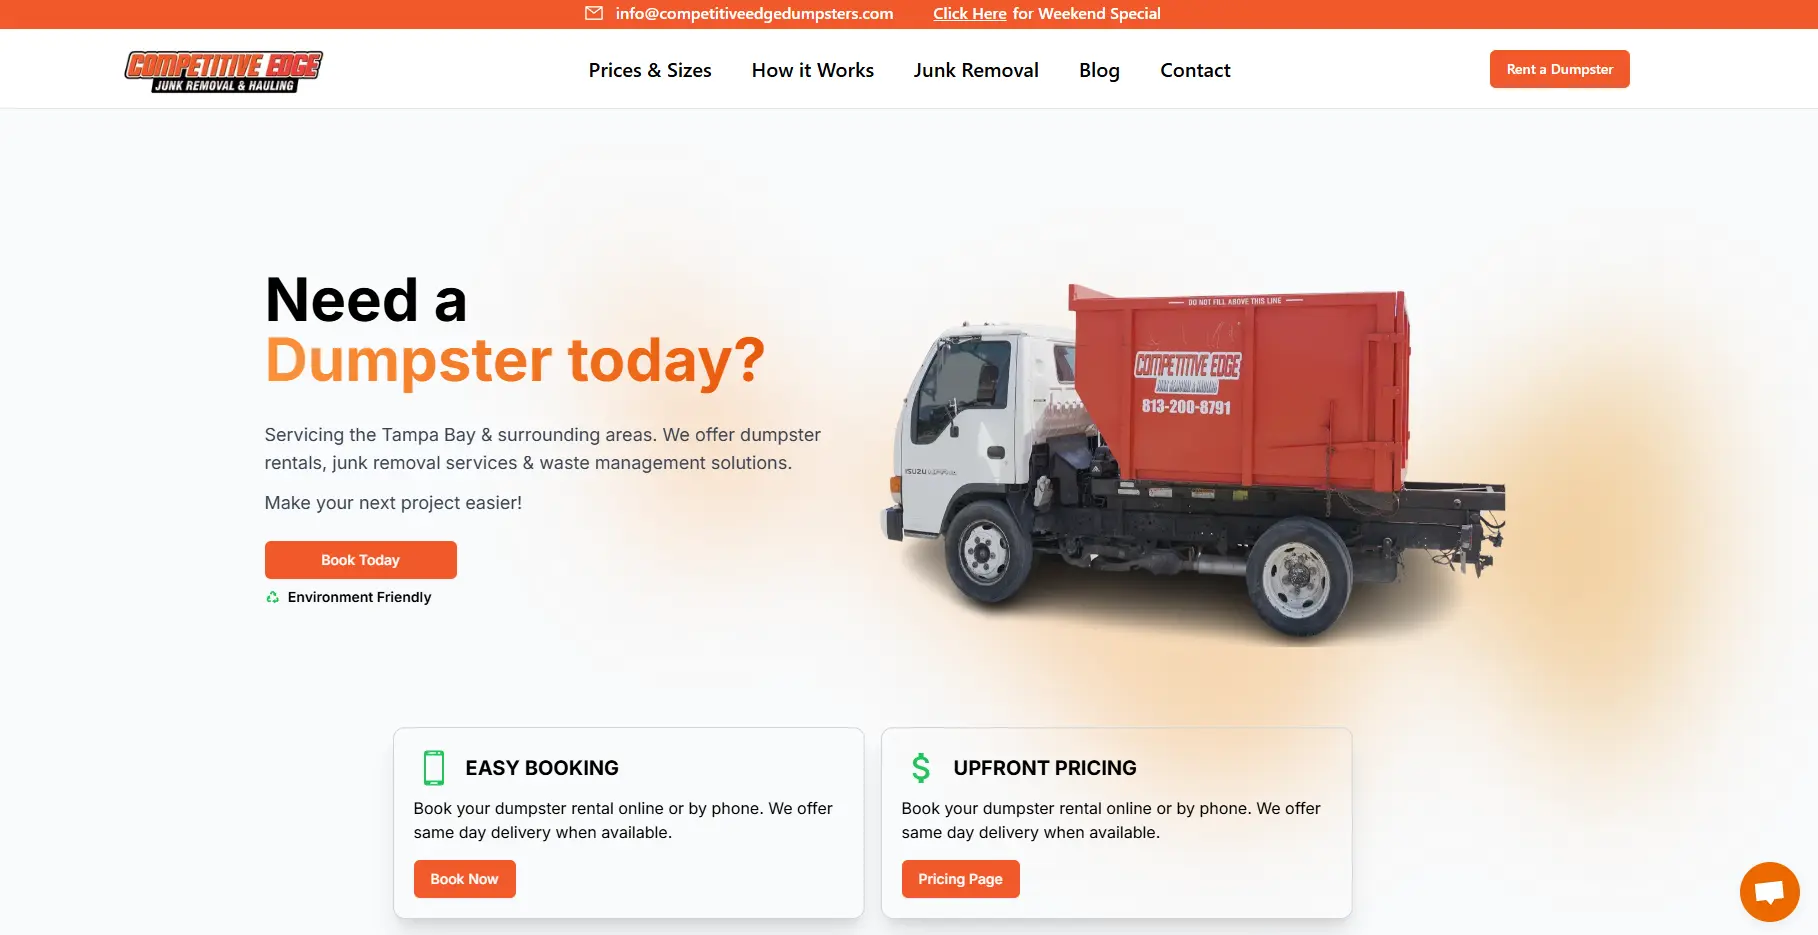 info@competitiveedgedumpsters.com Click Here for Weekend Special
COMPETITIVE EDGE
JUNK REMOVAL & HAULING
Prices & Sizes How it Works Junk Removal Blog Contact
Rent a Dumpster
Need a
Dumpster today?
Servicing the Tampa Bay & surrounding areas. We offer dumpster
rentals, junk removal services & waste management solutions.
Make your next project easier!
Book Today
Environment Friendly
DO NOT FILL ABOVE THIS LINE
COMPETITIVE EDGE
JUNK REMOVAL & HAULING
813-200-8791
ISUZU
EASY BOOKING
Book your dumpster rental online or by phone. We offer
same day delivery when available.
Book Now
UPFRONT PRICING
Book your dumpster rental online or by phone. We offer
same day delivery when available.
Pricing Page